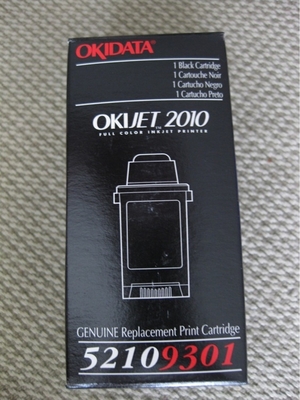 OKIDATA®
1 Black Cartridge
1 Cartouche Noir
1 Cartucho Negro
1 Cartucho Preto
OKIJET™ 2010
FULL COLOR INKJET PRINTER
GENUINE Replacement Print Cartridge
52109301